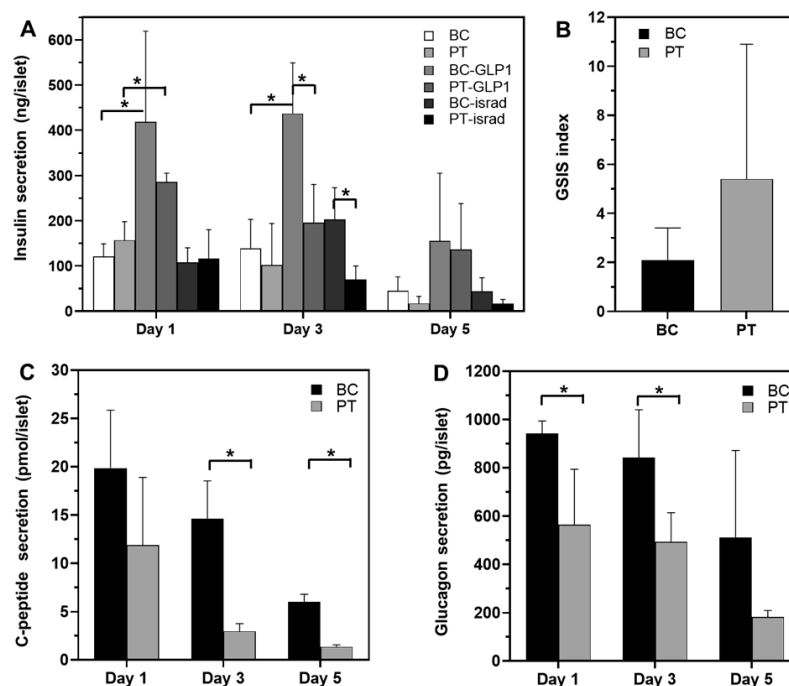 A
Insulin secretion (ng/islet)
600
500
400
300
200
100
0
BC
PT
BC-GLP1
PT-GLP1
BC-israd
PT-israd
*
*
*
*
*
Day 1
Day 3
Day 5
B
GSIS index
12
10
8
6
4
2
0
BC
PT
BC
PT
C
C-peptide secretion (pmol/islet)
30
25
20
15
10
5
0
BC
PT
*
*
Day 1
Day 3
Day 5
D
Glucagon secretion (pg/islet)
1200
1000
800
600
400
200
0
BC
PT
*
*
Day 1
Day 3
Day 5